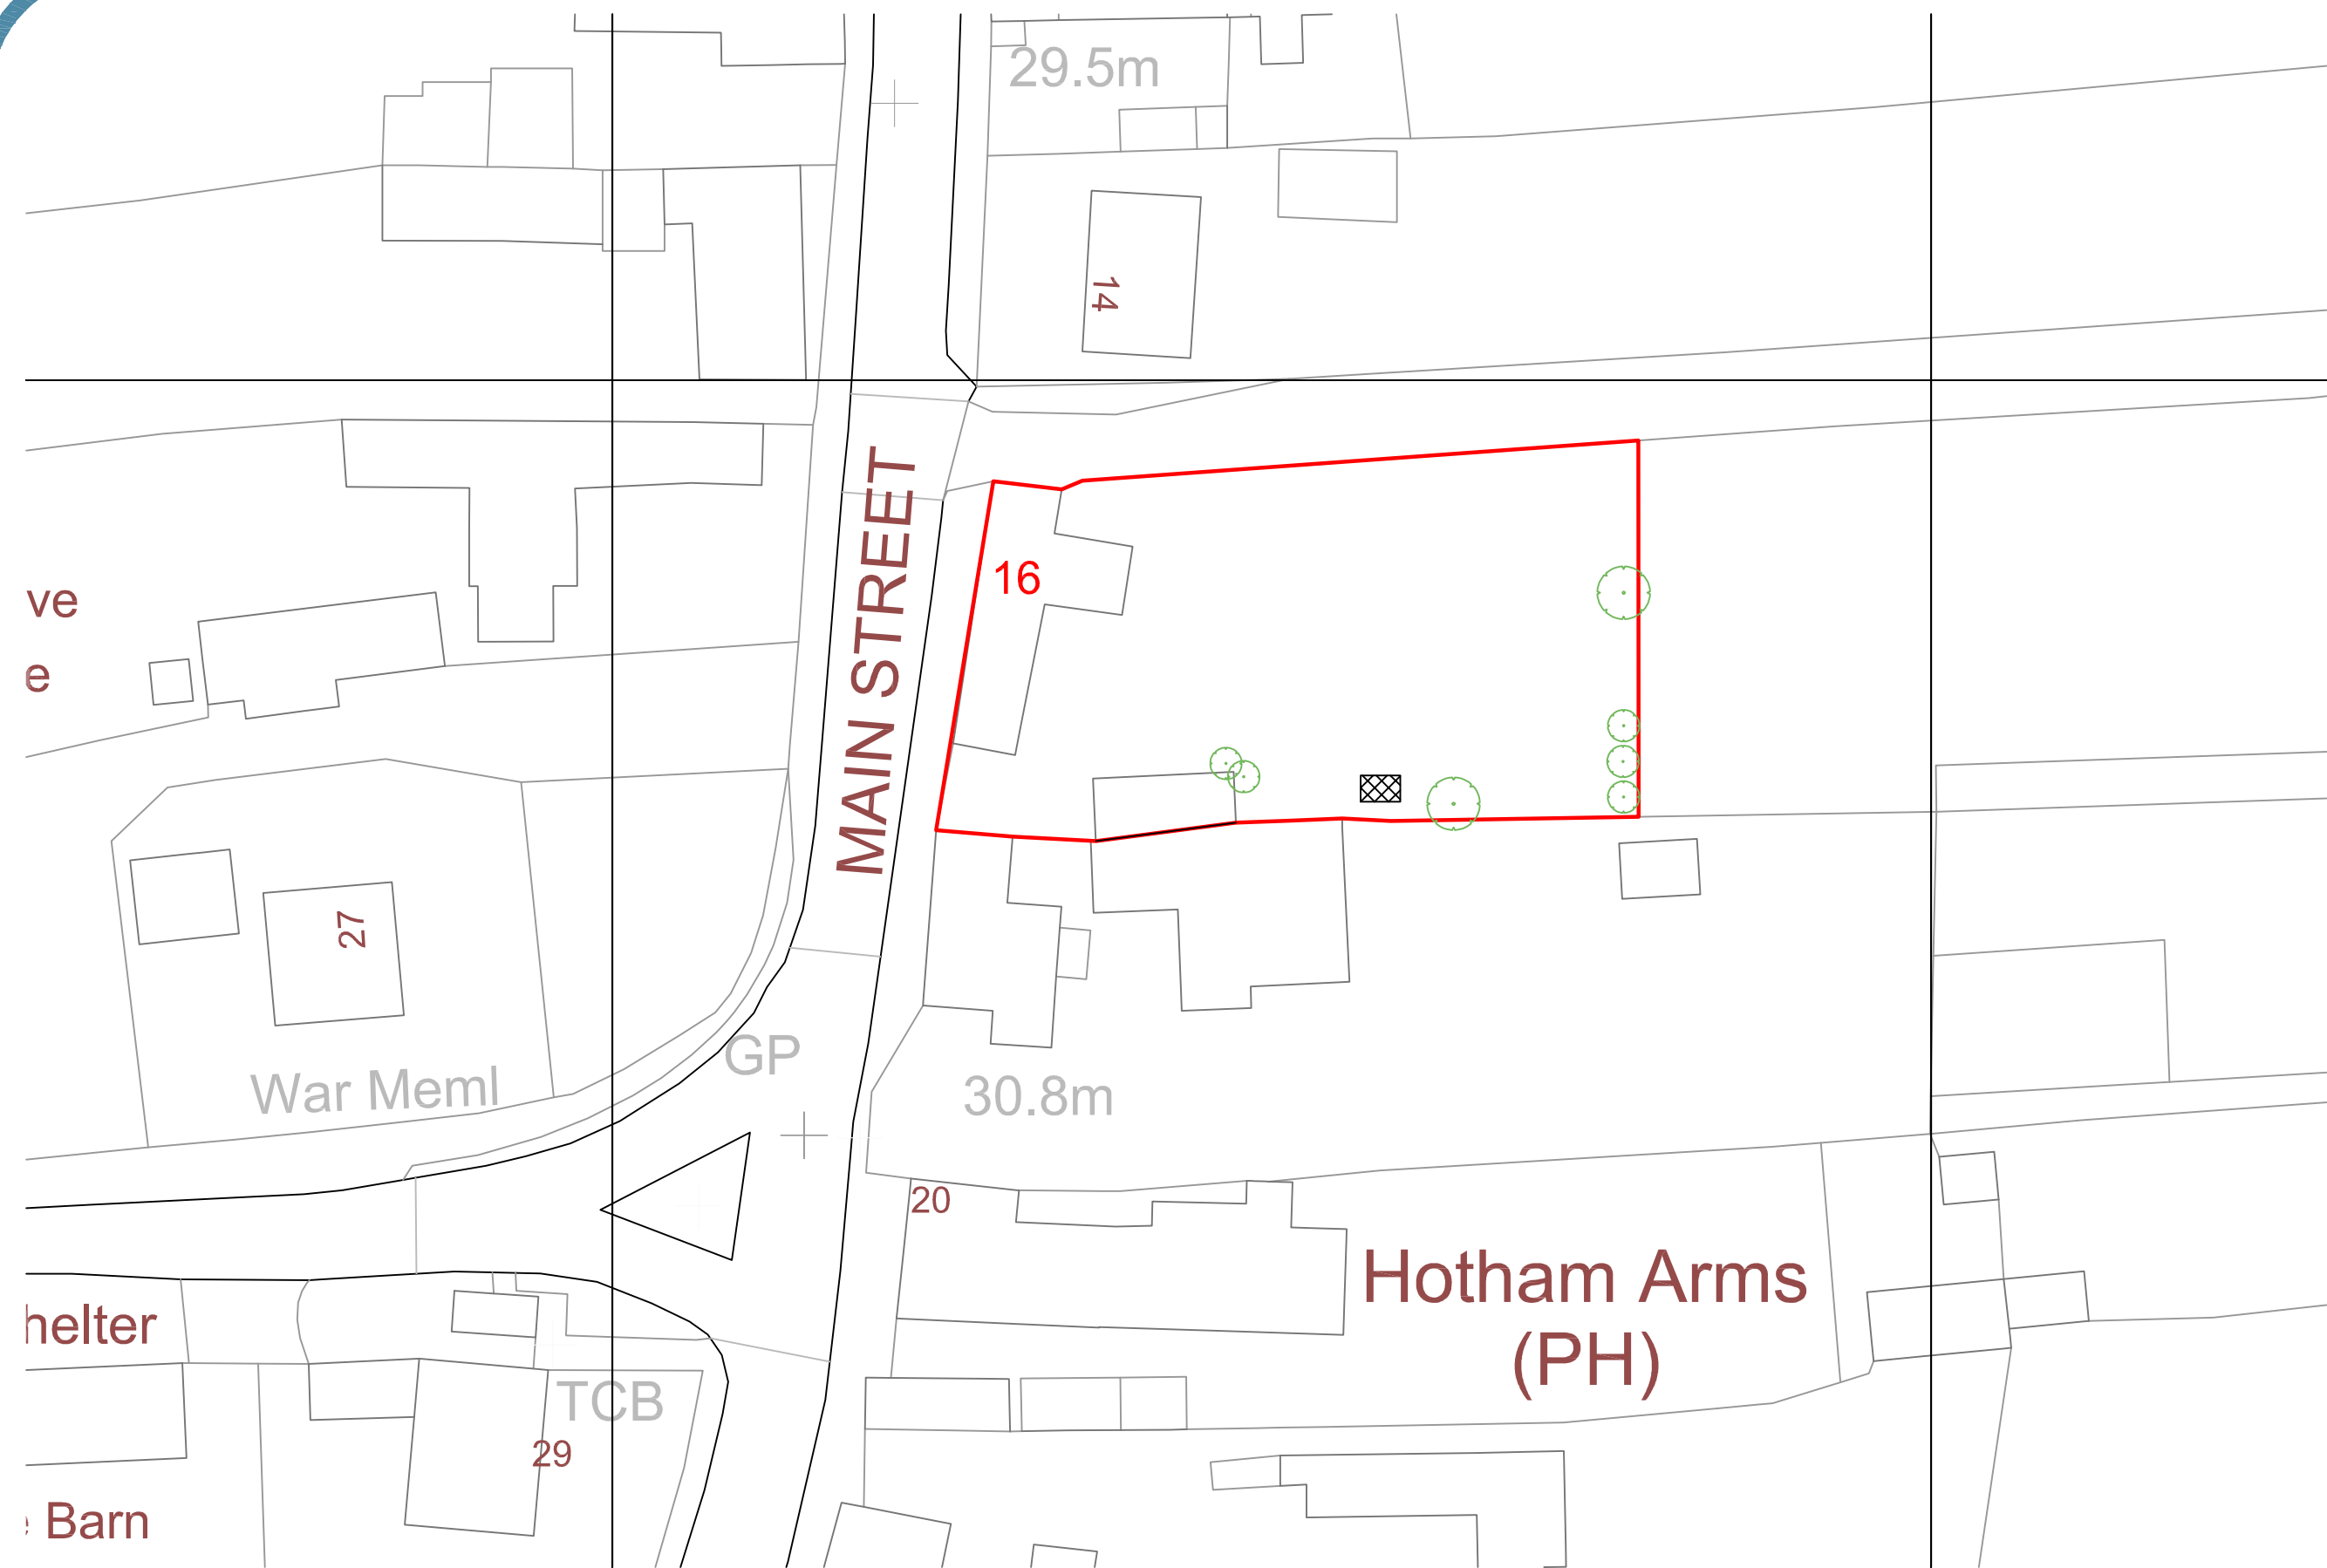 29.5m
14
MAIN STREET
16
ve
e
27
GP
War Meml
30.8m
20
Hotham Arms
(PH)
helter
TCB
29
Barn